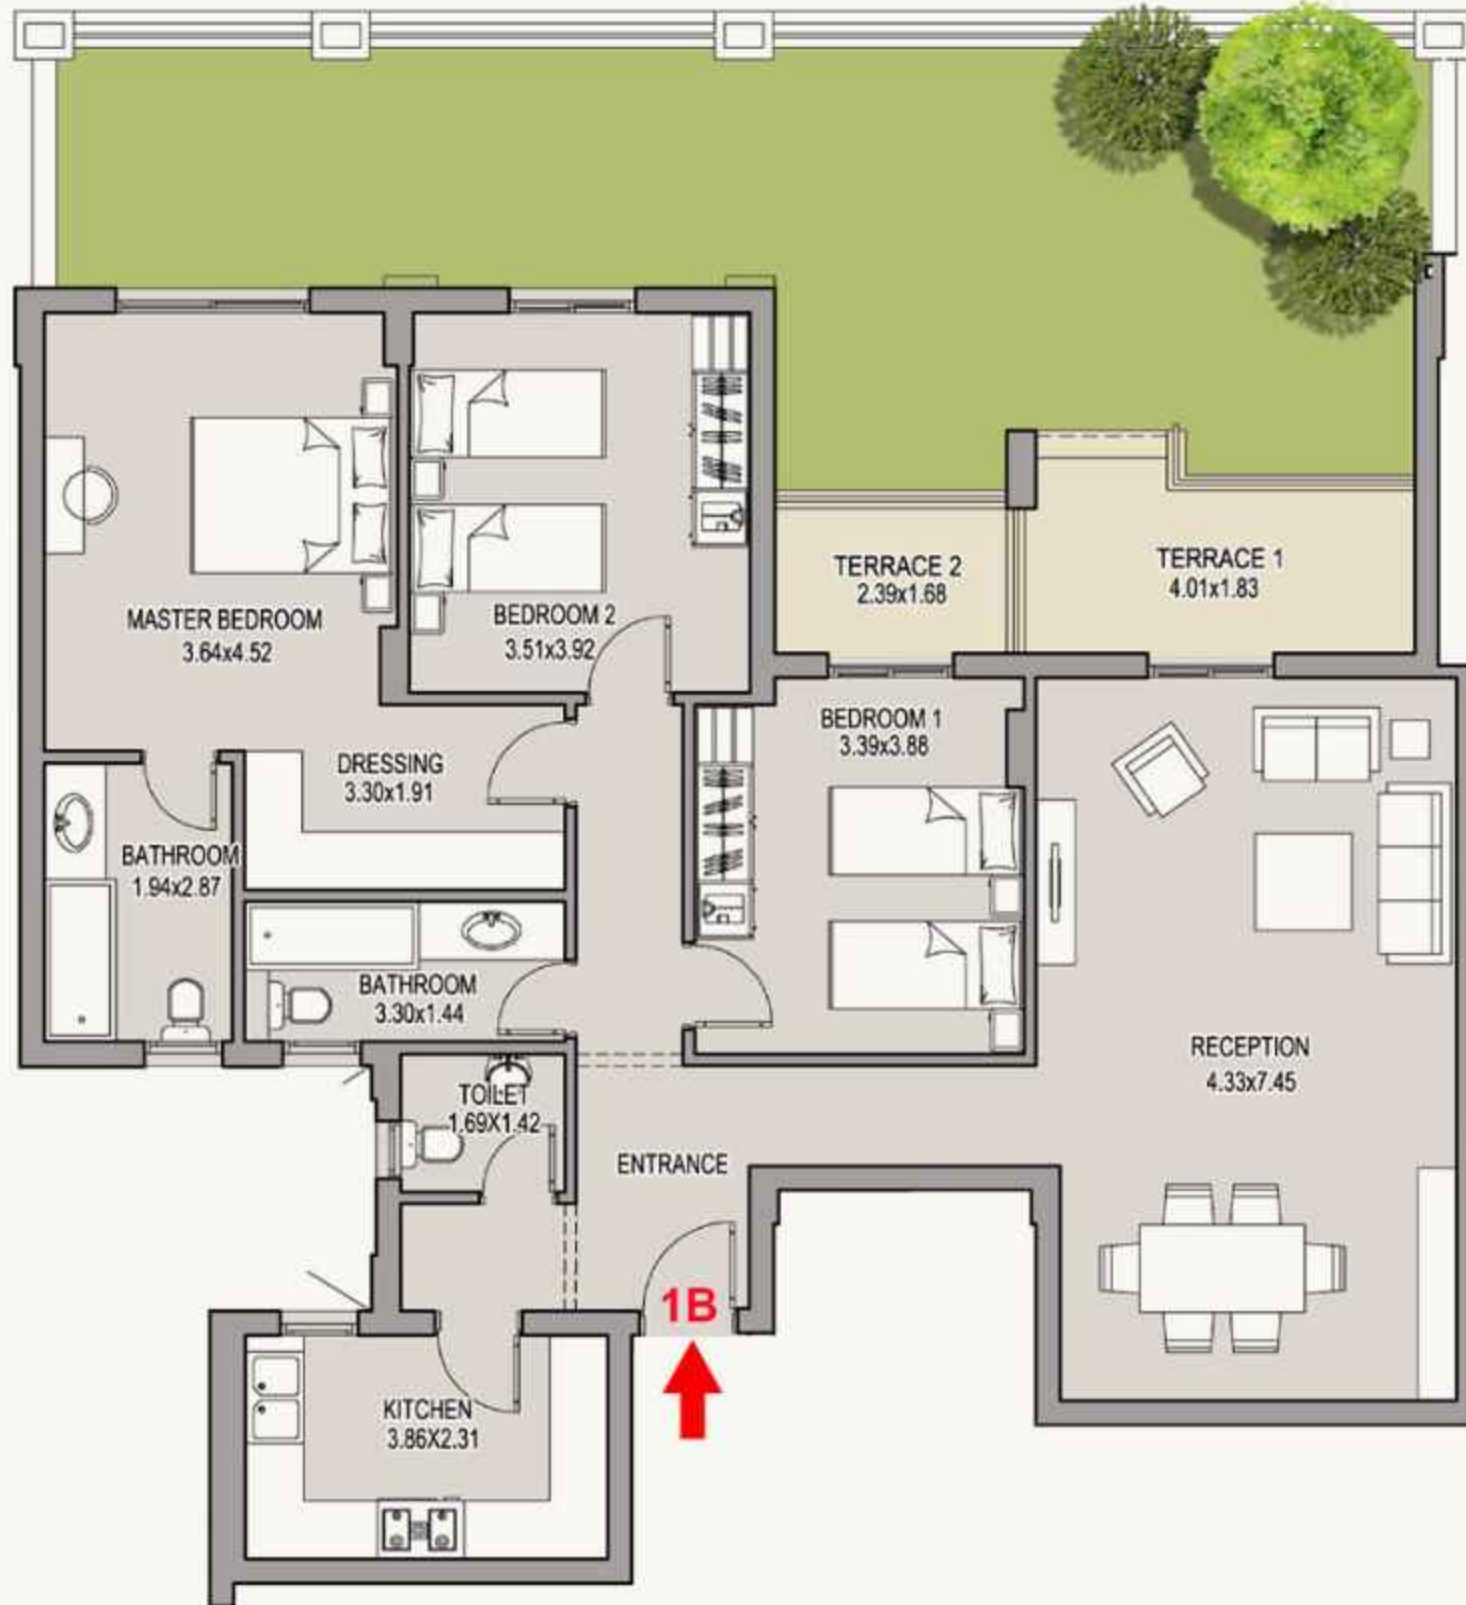 TERRACE 2
2.39x1.68
TERRACE 1
4.01x1.83
MASTER BEDROOM
3.64x4.52
BEDROOM 2
3.51x3.92
BEDROOM 1
3.39x3.88
DRESSING
3.30x1.91
BATHROOM
1.94x2.87
BATHROOM
3.30x1.44
RECEPTION
4.33x7.45
TOILET
1.69X1.42
ENTRANCE
1B
KITCHEN
3.86X2.31